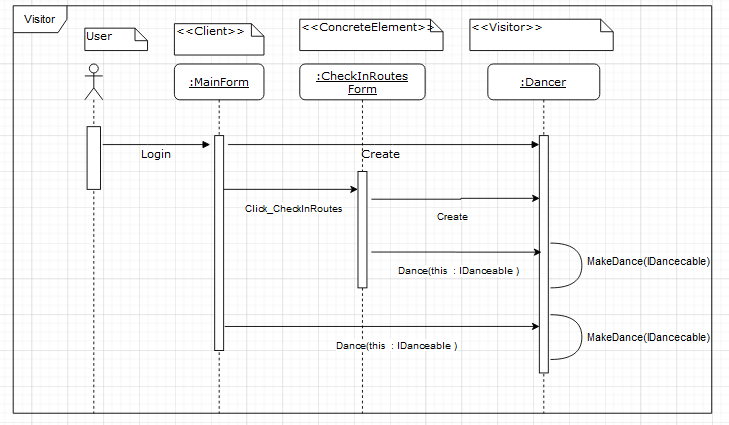 Visitor
User
<<Client>>
<<ConcreteElement>>
<<Visitor>>
:MainForm
:CheckInRoutes
Form
:Dancer
Login
Create
Click_CheckInRoutes
Create
MakeDance(IDancecable)
Dance(this : IDanceable )
MakeDance(IDancecable)
Dance(this : IDanceable )